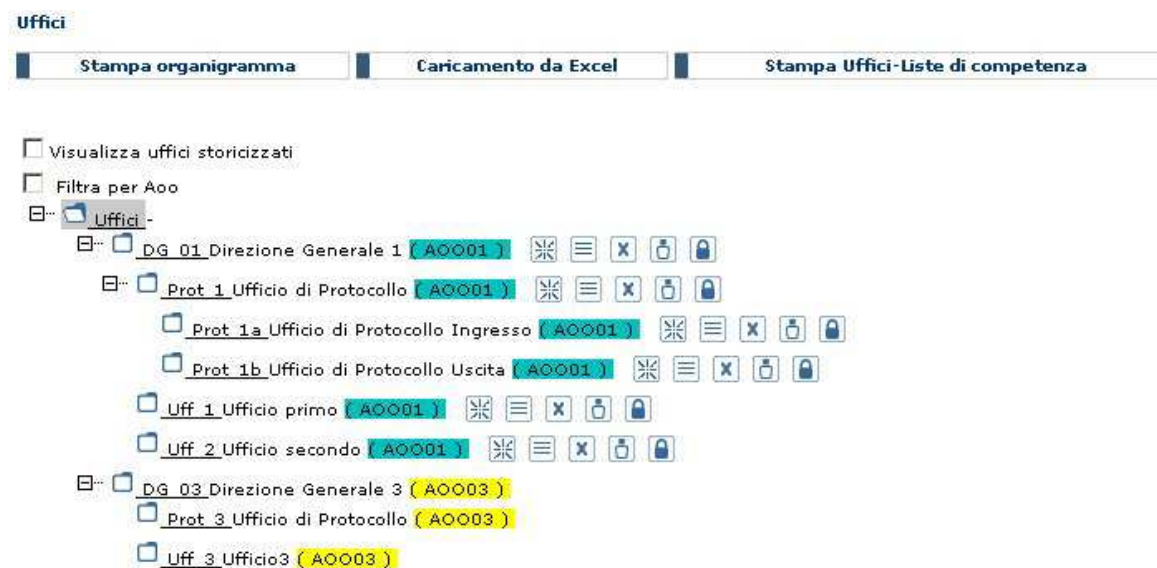 Uffici
Stampa organigramma Caricamento da Excel Stampa Uffici-Liste di competenza
Visualizza uffici storicizzati
Filtra per Aoo
Uffici -
DG_01 Direzione Generale 1 ( AOO01 )
Prot_1 Ufficio di Protocollo ( AOO01 )
Prot_1a Ufficio di Protocollo Ingresso ( AOO01 )
Prot_1b Ufficio di Protocollo Uscita ( AOO01 )
Uff_1 Ufficio primo ( AOO01 )
Uff_2 Ufficio secondo ( AOO01 )
DG_03 Direzione Generale 3 ( AOO03 )
Prot_3 Ufficio di Protocollo ( AOO03 )
Uff_3 Ufficio3 ( AOO03 )